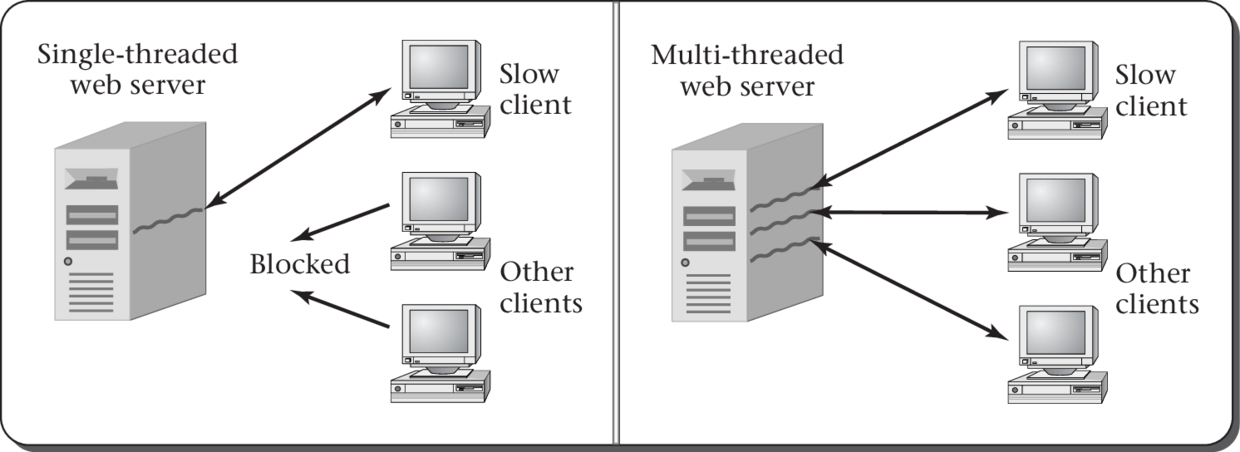 Single-threaded
web server
Slow
client
Blocked
Other
clients
Multi-threaded
web server
Slow
client
Other
clients